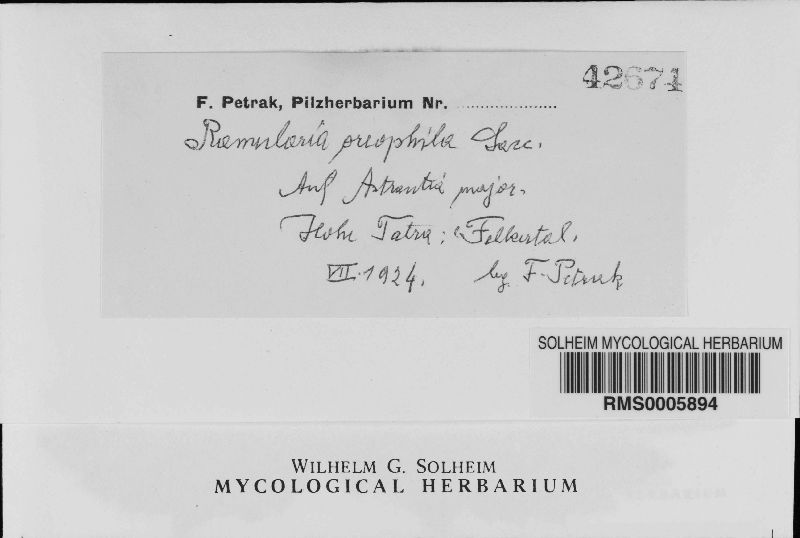 42671
F. Petrak, Pilzherbarium Nr. ....................
Ramularia oreophila Sacc.
Auf Astrantia major.
Hohe Tatra; Felkertal.
VII. 1924. lg. F. Petrak
SOLHEIM MYCOLOGICAL HERBARIUM
RMS0005894
WILHELM G. SOLHEIM
MYCOLOGICAL HERBARIUM